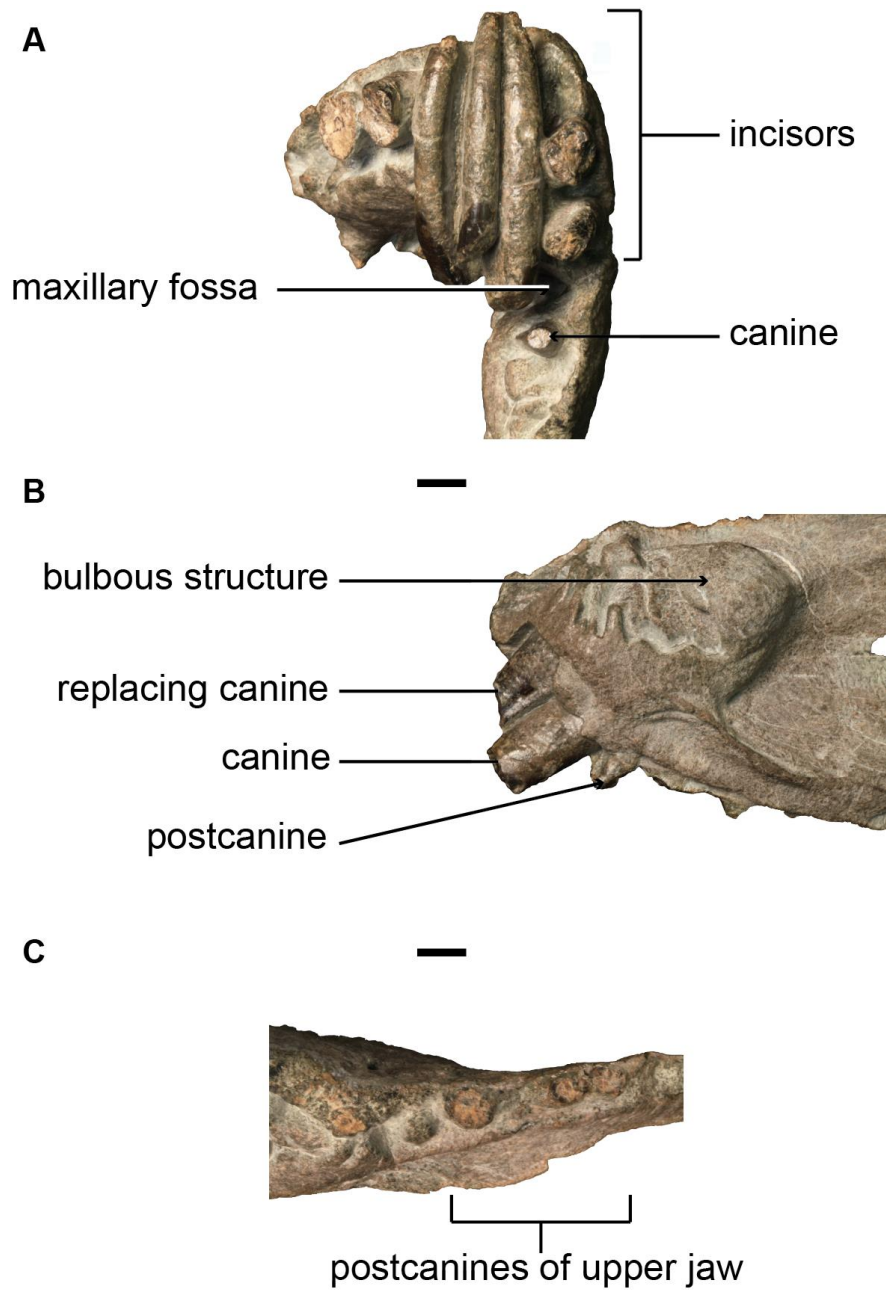 A
incisors
maxillary fossa
canine
B
bulbous structure
replacing canine
canine
postcanine
C
postcanines of upper jaw